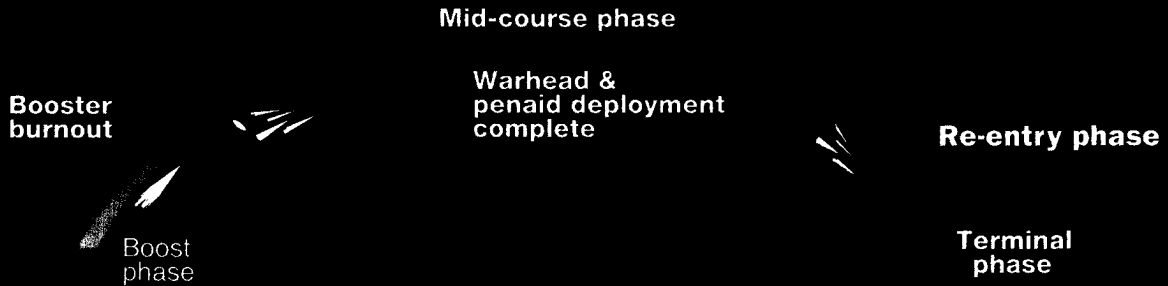 Mid-course phase
Warhead &
penaid deployment
complete
Booster
burnout
Re-entry phase
Boost
phase
Terminal
phase